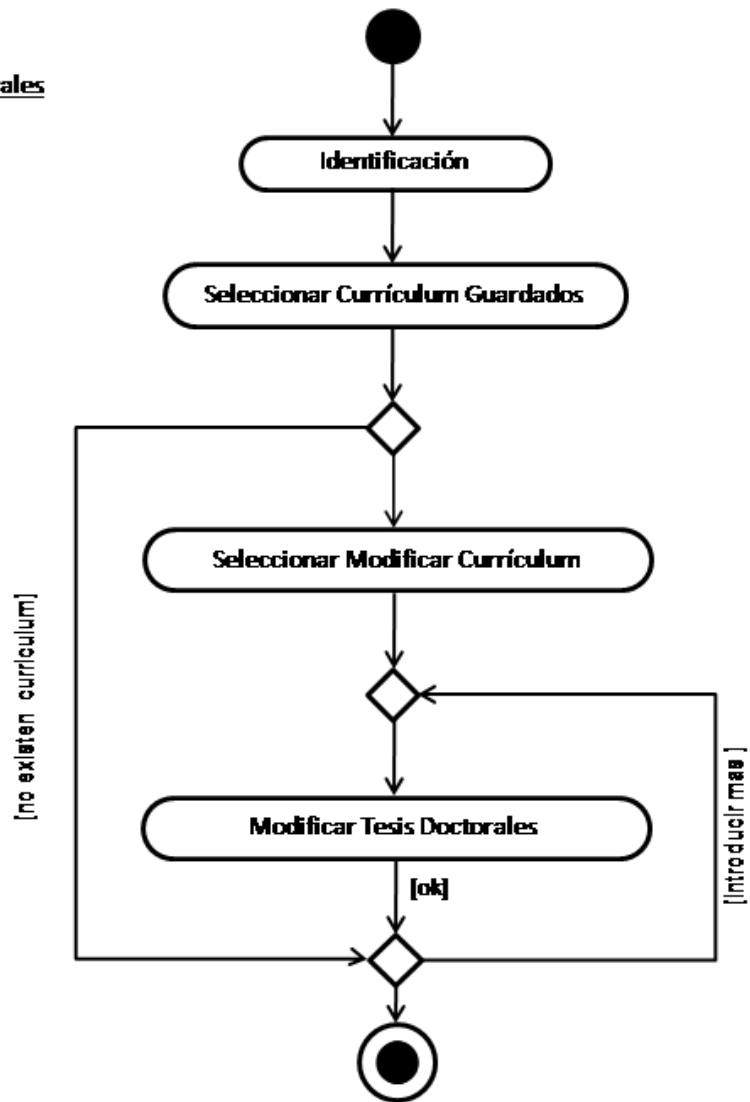 ales
Identificación
Seleccionar Currículum Guardados
Seleccionar Modificar Currículum
[no existen curriculum]
Modificar Tesis Doctorales
[Introducir mas ]
[ok]